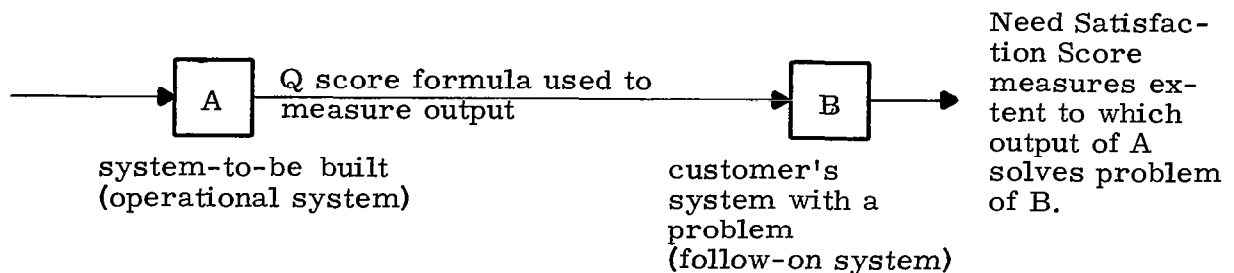 A
Q score formula used to
measure output
system-to-be built
(operational system)
B
customer's
system with a
problem
(follow-on system)
Need Satisfac-
tion Score
measures ex-
tent to which
output of A
solves problem
of B.